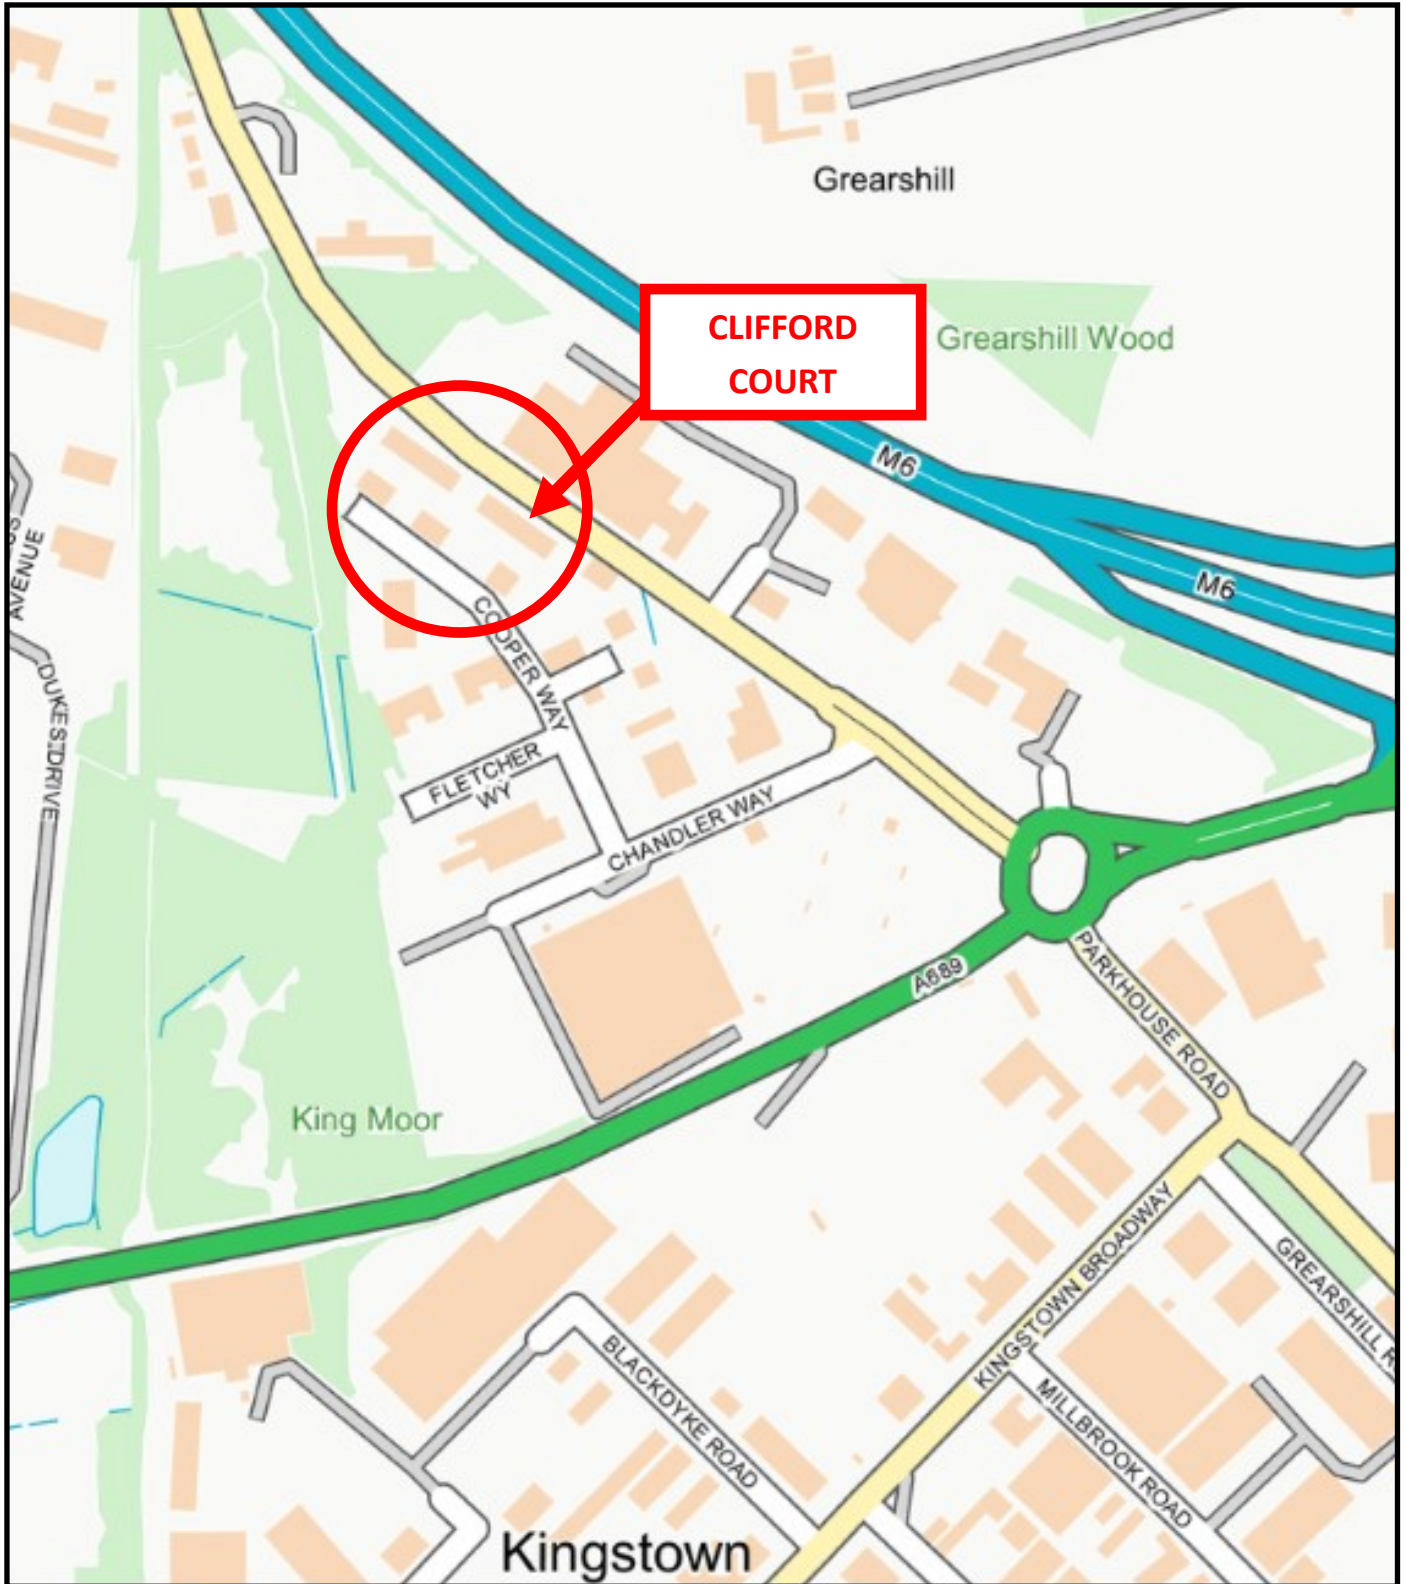 Grearshill
CLIFFORD
COURT
Grearshill Wood
M6
M6
AVENUE
DUKES DRIVE
COOPER WAY
FLETCHER
WY
CHANDLER WAY
A689
PARKHOUSE ROAD
King Moor
KINGSTOWN BROADWAY
GREARSHILL R
BLACKDYKE ROAD
MILLBROOK ROAD
Kingstown